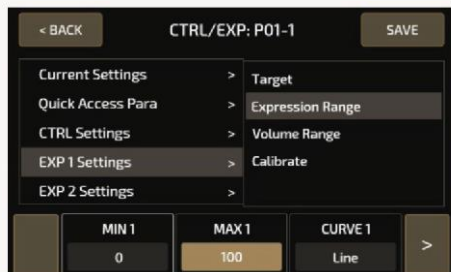 < BACK CTRL/EXP: P01-1 SAVE
Current Settings >
Quick Access Para >
CTRL Settings >
EXP 1 Settings >
EXP 2 Settings >
Target
Expression Range
Volume Range
Calibrate
MIN 1 MAX 1 CURVE 1
0 100 Line >